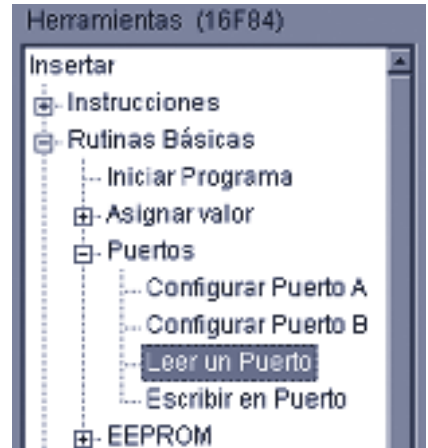 Herramientas (16F84)
Insertar
Instrucciones
Rutinas Básicas
Iniciar Programa
Asignar valor
Puertos
Configurar Puerto A
Configurar Puerto B
Leer un Puerto
Escribir en Puerto
EEPROM